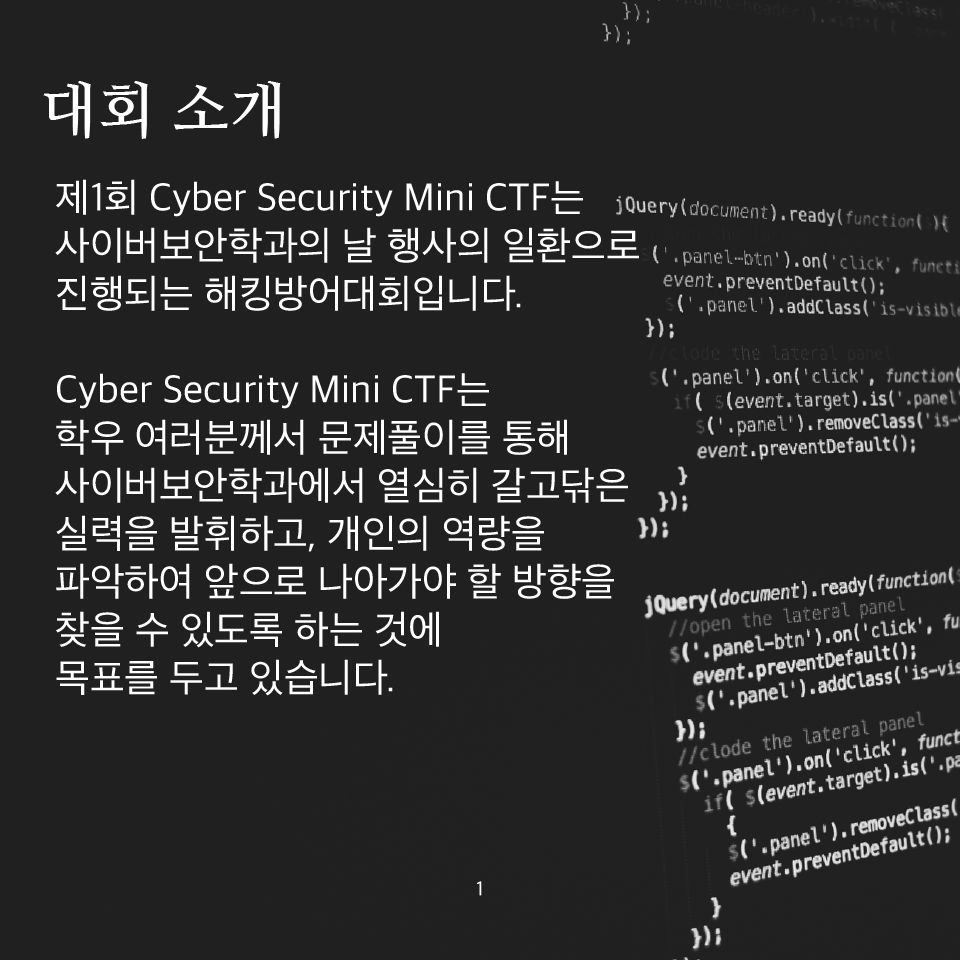 });
});
대회 소개
제1회 Cyber Security Mini CTF는
사이버보안학과의 날 행사의 일환으로
진행되는 해킹방어대회입니다.
Cyber Security Mini CTF는
학우 여러분께서 문제풀이를 통해
사이버보안학과에서 열심히 갈고닦은
실력을 발휘하고, 개인의 역량을
파악하여 앞으로 나아가야 할 방향을
찾을 수 있도록 하는 것에
목표를 두고 있습니다.
jQuery(document).ready(function( ){
('.panel-btn').on('click', functi
event.preventDefault();
$('.panel').addClass('is-visible
});
//clode the lateral panel
$('.panel').on('click', function(
if( $(event.target).is('.panel'
$('.panel').removeClass('is-
event.preventDefault();
}
});
});
jQuery(document).ready(function(
//open the lateral panel
$('.panel-btn').on('click', fu
event.preventDefault();
$('.panel').addClass('is-vis
});
//clode the lateral panel
$('.panel').on('click', funct
if( $(event.target).is('.pa
{
$('.panel').removeClass(
event.preventDefault();
}
});
1